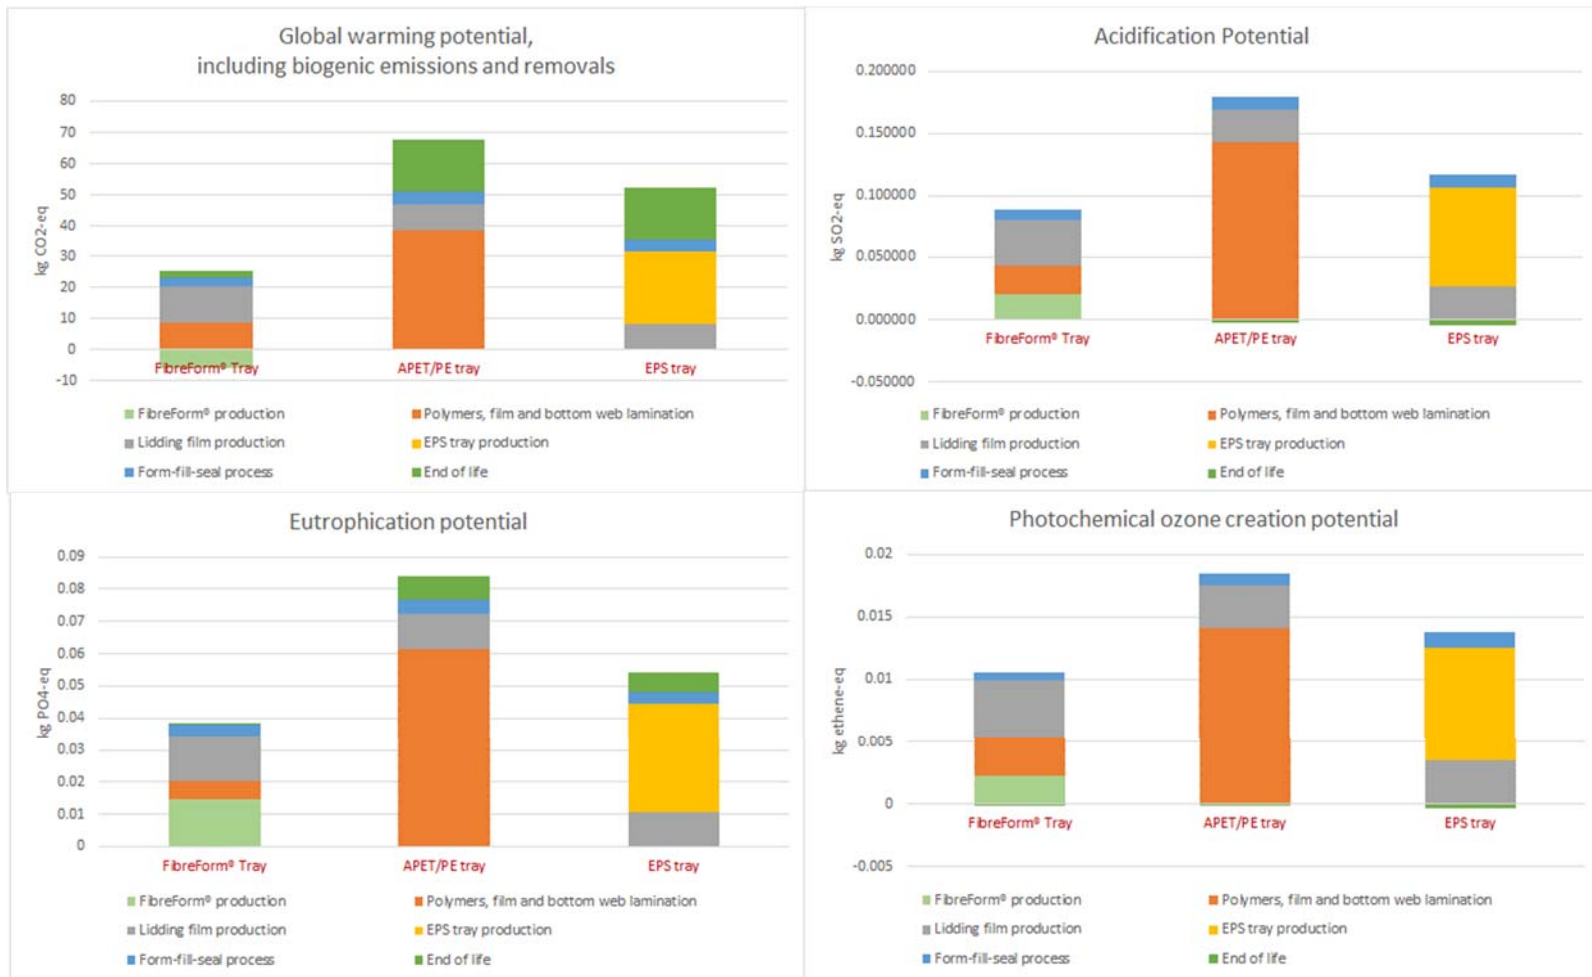 Global warming potential,
including biogenic emissions and removals
kg CO2-eq
80
70
60
50
40
30
20
10
0
-10
FibreForm® Tray
APET/PE tray
EPS tray
FibreForm® production
Polymers, film and bottom web lamination
Lidding film production
EPS tray production
Form-fill-seal process
End of life
Acidification Potential
kg SO2-eq
0.200000
0.150000
0.100000
0.050000
0.000000
-0.050000
FibreForm® Tray
APET/PE tray
EPS tray
FibreForm® production
Polymers, film and bottom web lamination
Lidding film production
EPS tray production
Form-fill-seal process
End of life
Eutrophication potential
kg PO4-eq
0.09
0.08
0.07
0.06
0.05
0.04
0.03
0.02
0.01
0
FibreForm® Tray
APET/PE tray
EPS tray
FibreForm® production
Polymers, film and bottom web lamination
Lidding film production
EPS tray production
Form-fill-seal process
End of life
Photochemical ozone creation potential
kg ethene-eq
0.02
0.015
0.01
0.005
0
-0.005
FibreForm® Tray
APET/PE tray
EPS tray
FibreForm® production
Polymers, film and bottom web lamination
Lidding film production
EPS tray production
Form-fill-seal process
End of life